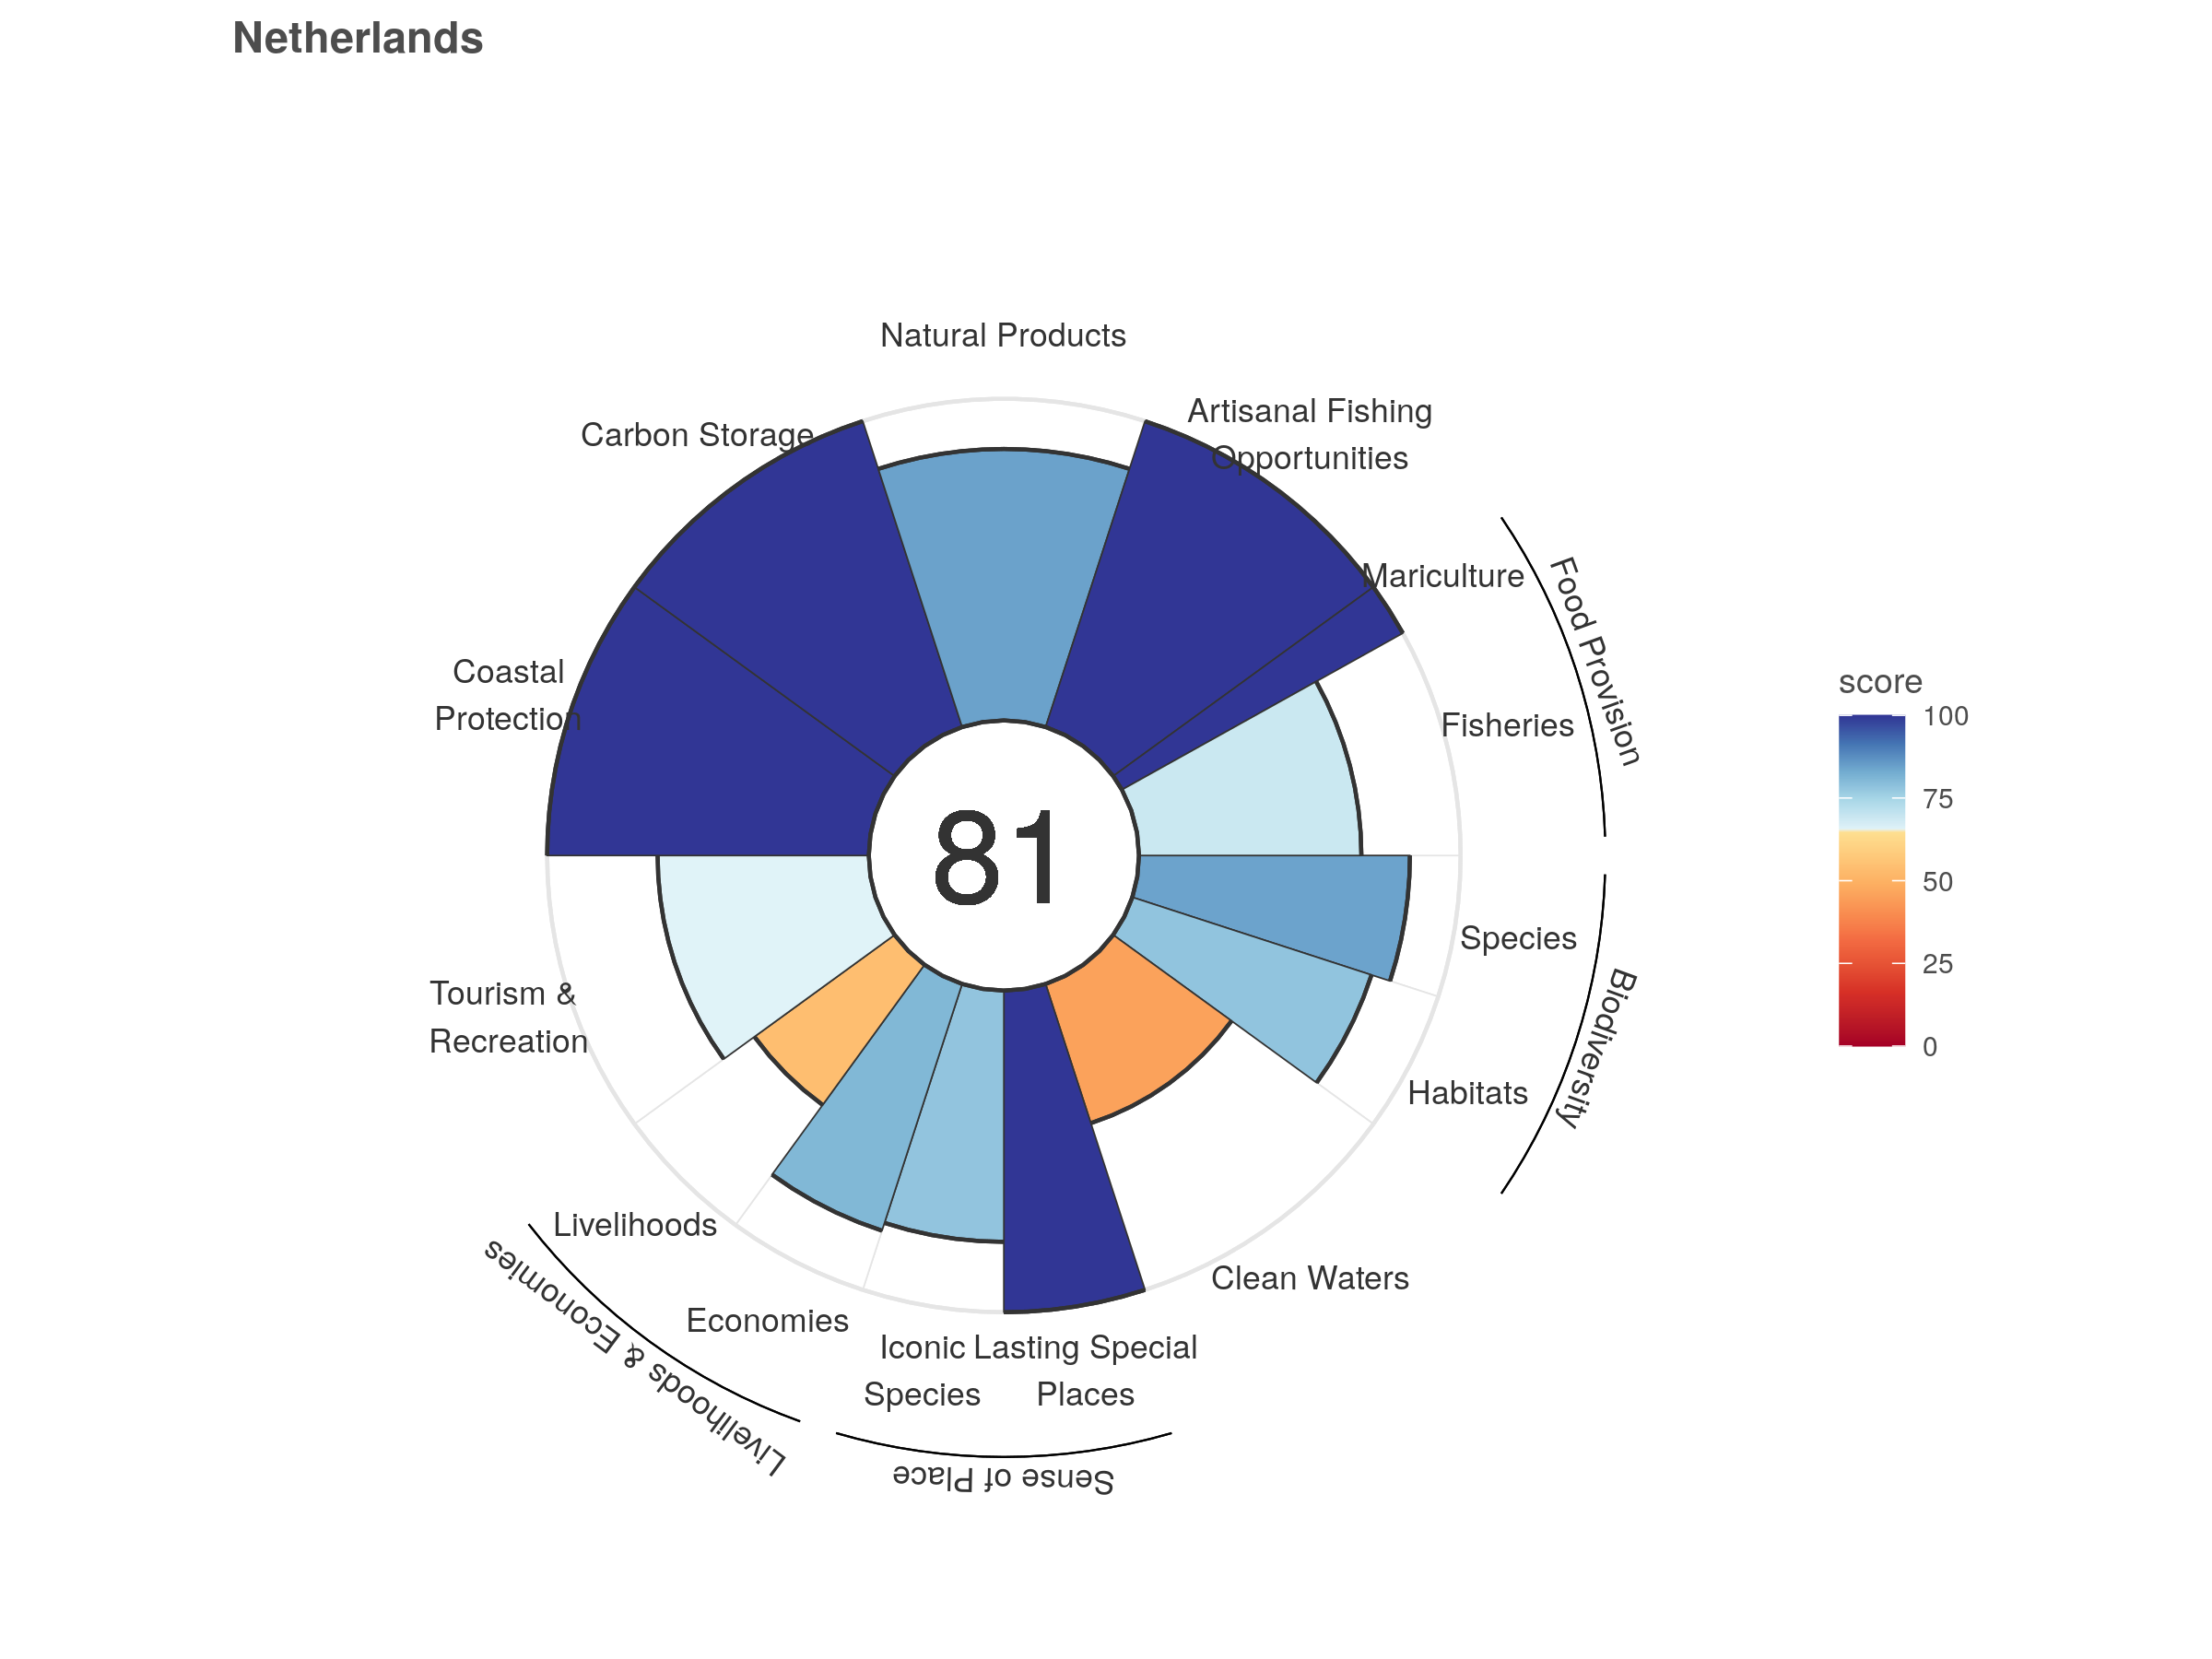 Netherlands
Natural Products
Artisanal Fishing
Opportunities
Carbon Storage
Mariculture
Food Provision
Coastal
Protection
Fisheries
score
100
75
50
25
0
81
Species
Biodiversity
Tourism &
Recreation
Habitats
Livelihoods
Clean Waters
Economies
Livelihoods & Economies
Iconic
Species
Lasting Special
Places
Sense of Place